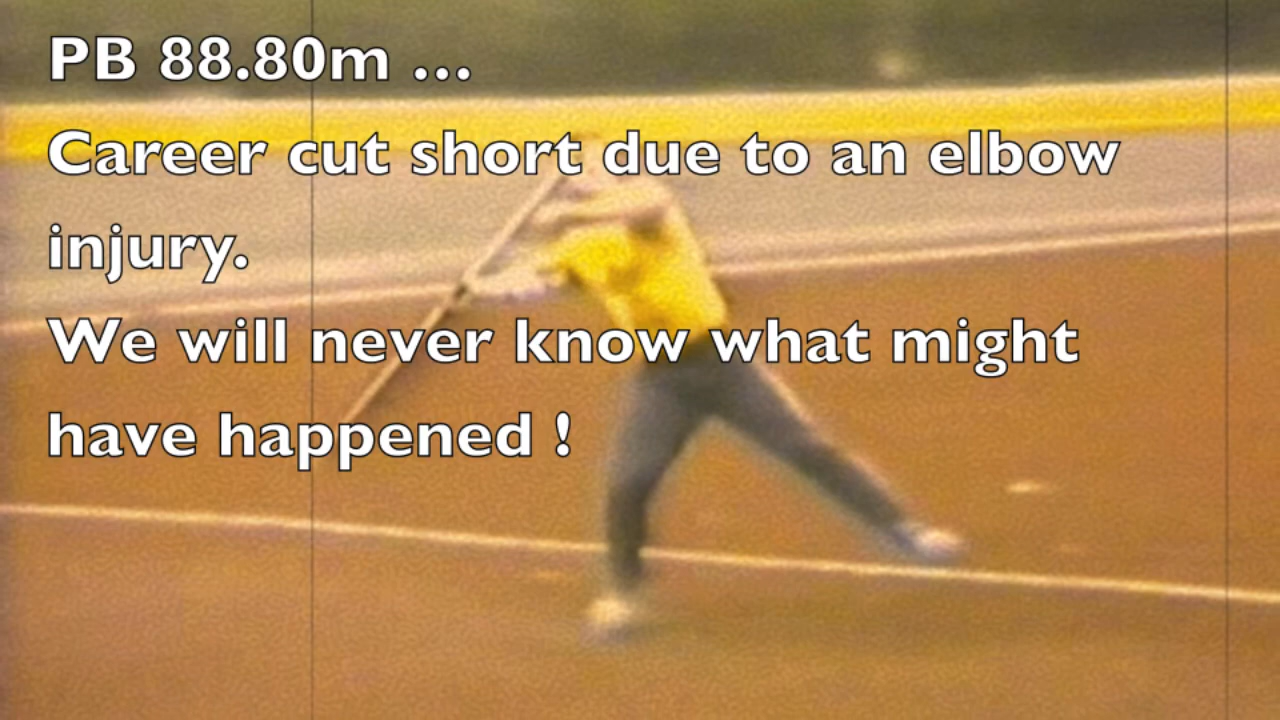 PB 88.80m ...
Career cut short due to an elbow
injury.
We will never know what might
have happened !